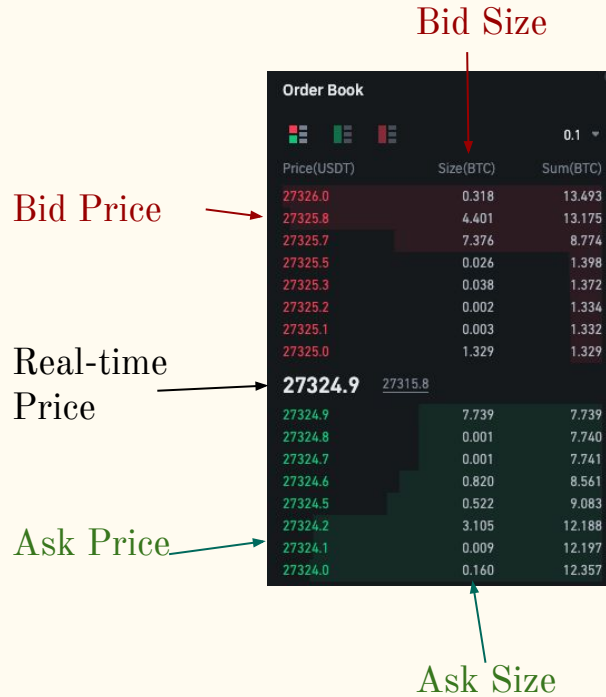 Bid Size
Order Book
0.1
Price(USDT) Size(BTC) Sum(BTC)
27326.0 0.318 13.493
Bid Price
27325.8 4.401 13.175
27325.7 7.376 8.774
27325.5 0.026 1.398
27325.3 0.038 1.372
27325.2 0.002 1.334
27325.1 0.003 1.332
27325.0 1.329 1.329
Real-time
Price
27324.9 27315.8
27324.9 7.739 7.739
27324.8 0.001 7.740
27324.7 0.001 7.741
27324.6 0.820 8.561
27324.5 0.522 9.083
27324.2 3.105 12.188
Ask Price
27324.1 0.009 12.197
27324.0 0.160 12.357
Ask Size